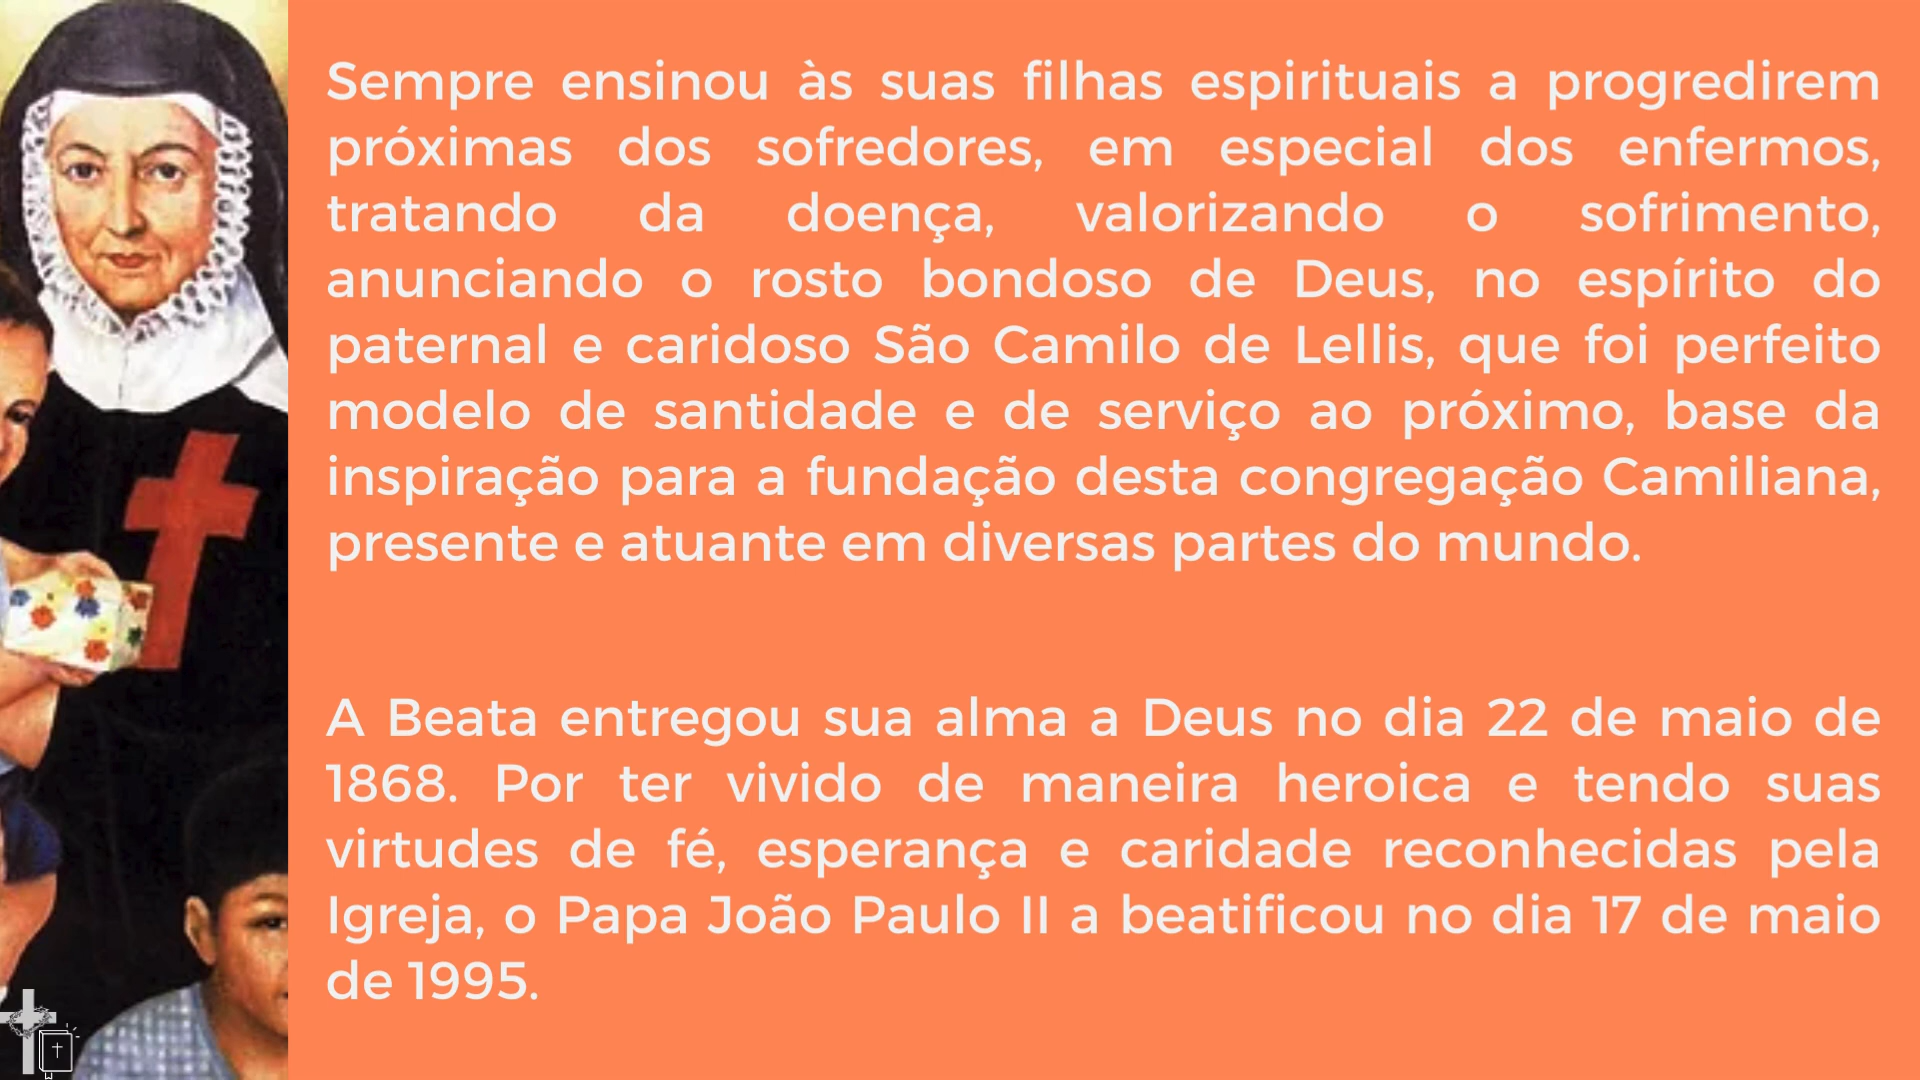 Sempre ensinou às suas filhas espirituais a progredirem
próximas dos sofredores, em especial dos enfermos,
tratando da doença, valorizando o sofrimento,
anunciando o rosto bondoso de Deus, no espírito do
paternal e caridoso São Camilo de Lellis, que foi perfeito
modelo de santidade e de serviço ao próximo, base da
inspiração para a fundação desta congregação Camiliana,
presente e atuante em diversas partes do mundo.
A Beata entregou sua alma a Deus no dia 22 de maio de
1868. Por ter vivido de maneira heroica e tendo suas
virtudes de fé, esperança e caridade reconhecidas pela
Igreja, o Papa João Paulo II a beatificou no dia 17 de maio
de 1995.